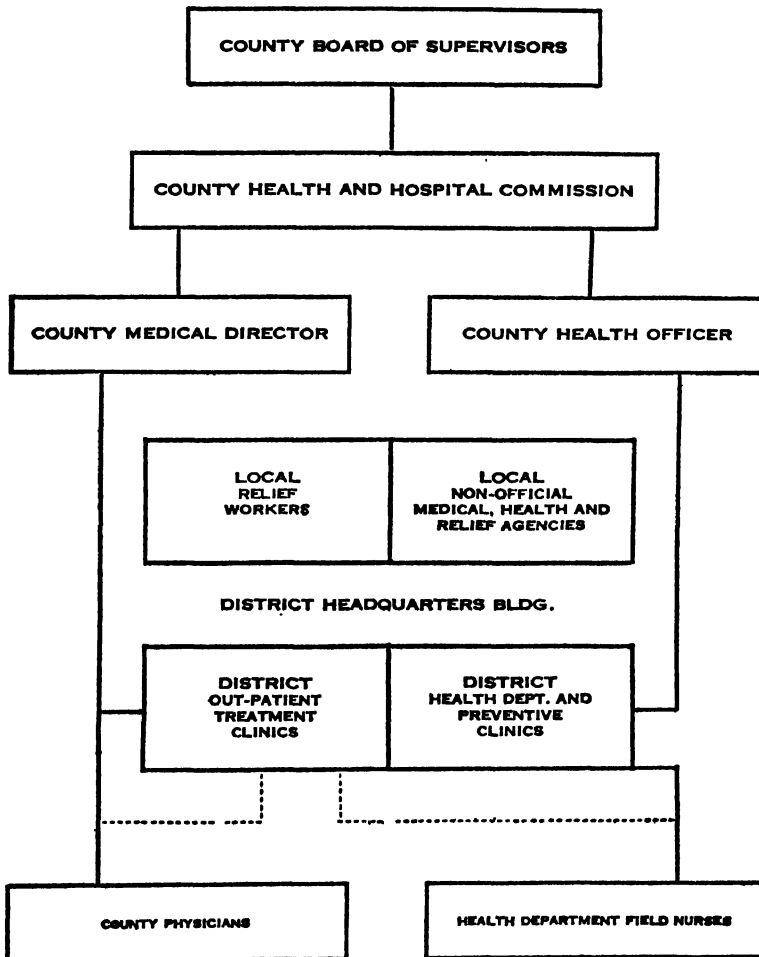 COUNTY BOARD OF SUPERVISORS
COUNTY HEALTH AND HOSPITAL COMMISSION
COUNTY MEDICAL DIRECTOR
COUNTY HEALTH OFFICER
LOCAL
RELIEF
WORKERS
LOCAL
NON-OFFICIAL
MEDICAL, HEALTH AND
RELIEF AGENCIES
DISTRICT HEADQUARTERS BLDG.
DISTRICT
OUT-PATIENT
TREATMENT
CLINICS
DISTRICT
HEALTH DEPT. AND
PREVENTIVE
CLINICS
COUNTY PHYSICIANS
HEALTH DEPARTMENT FIELD NURSES